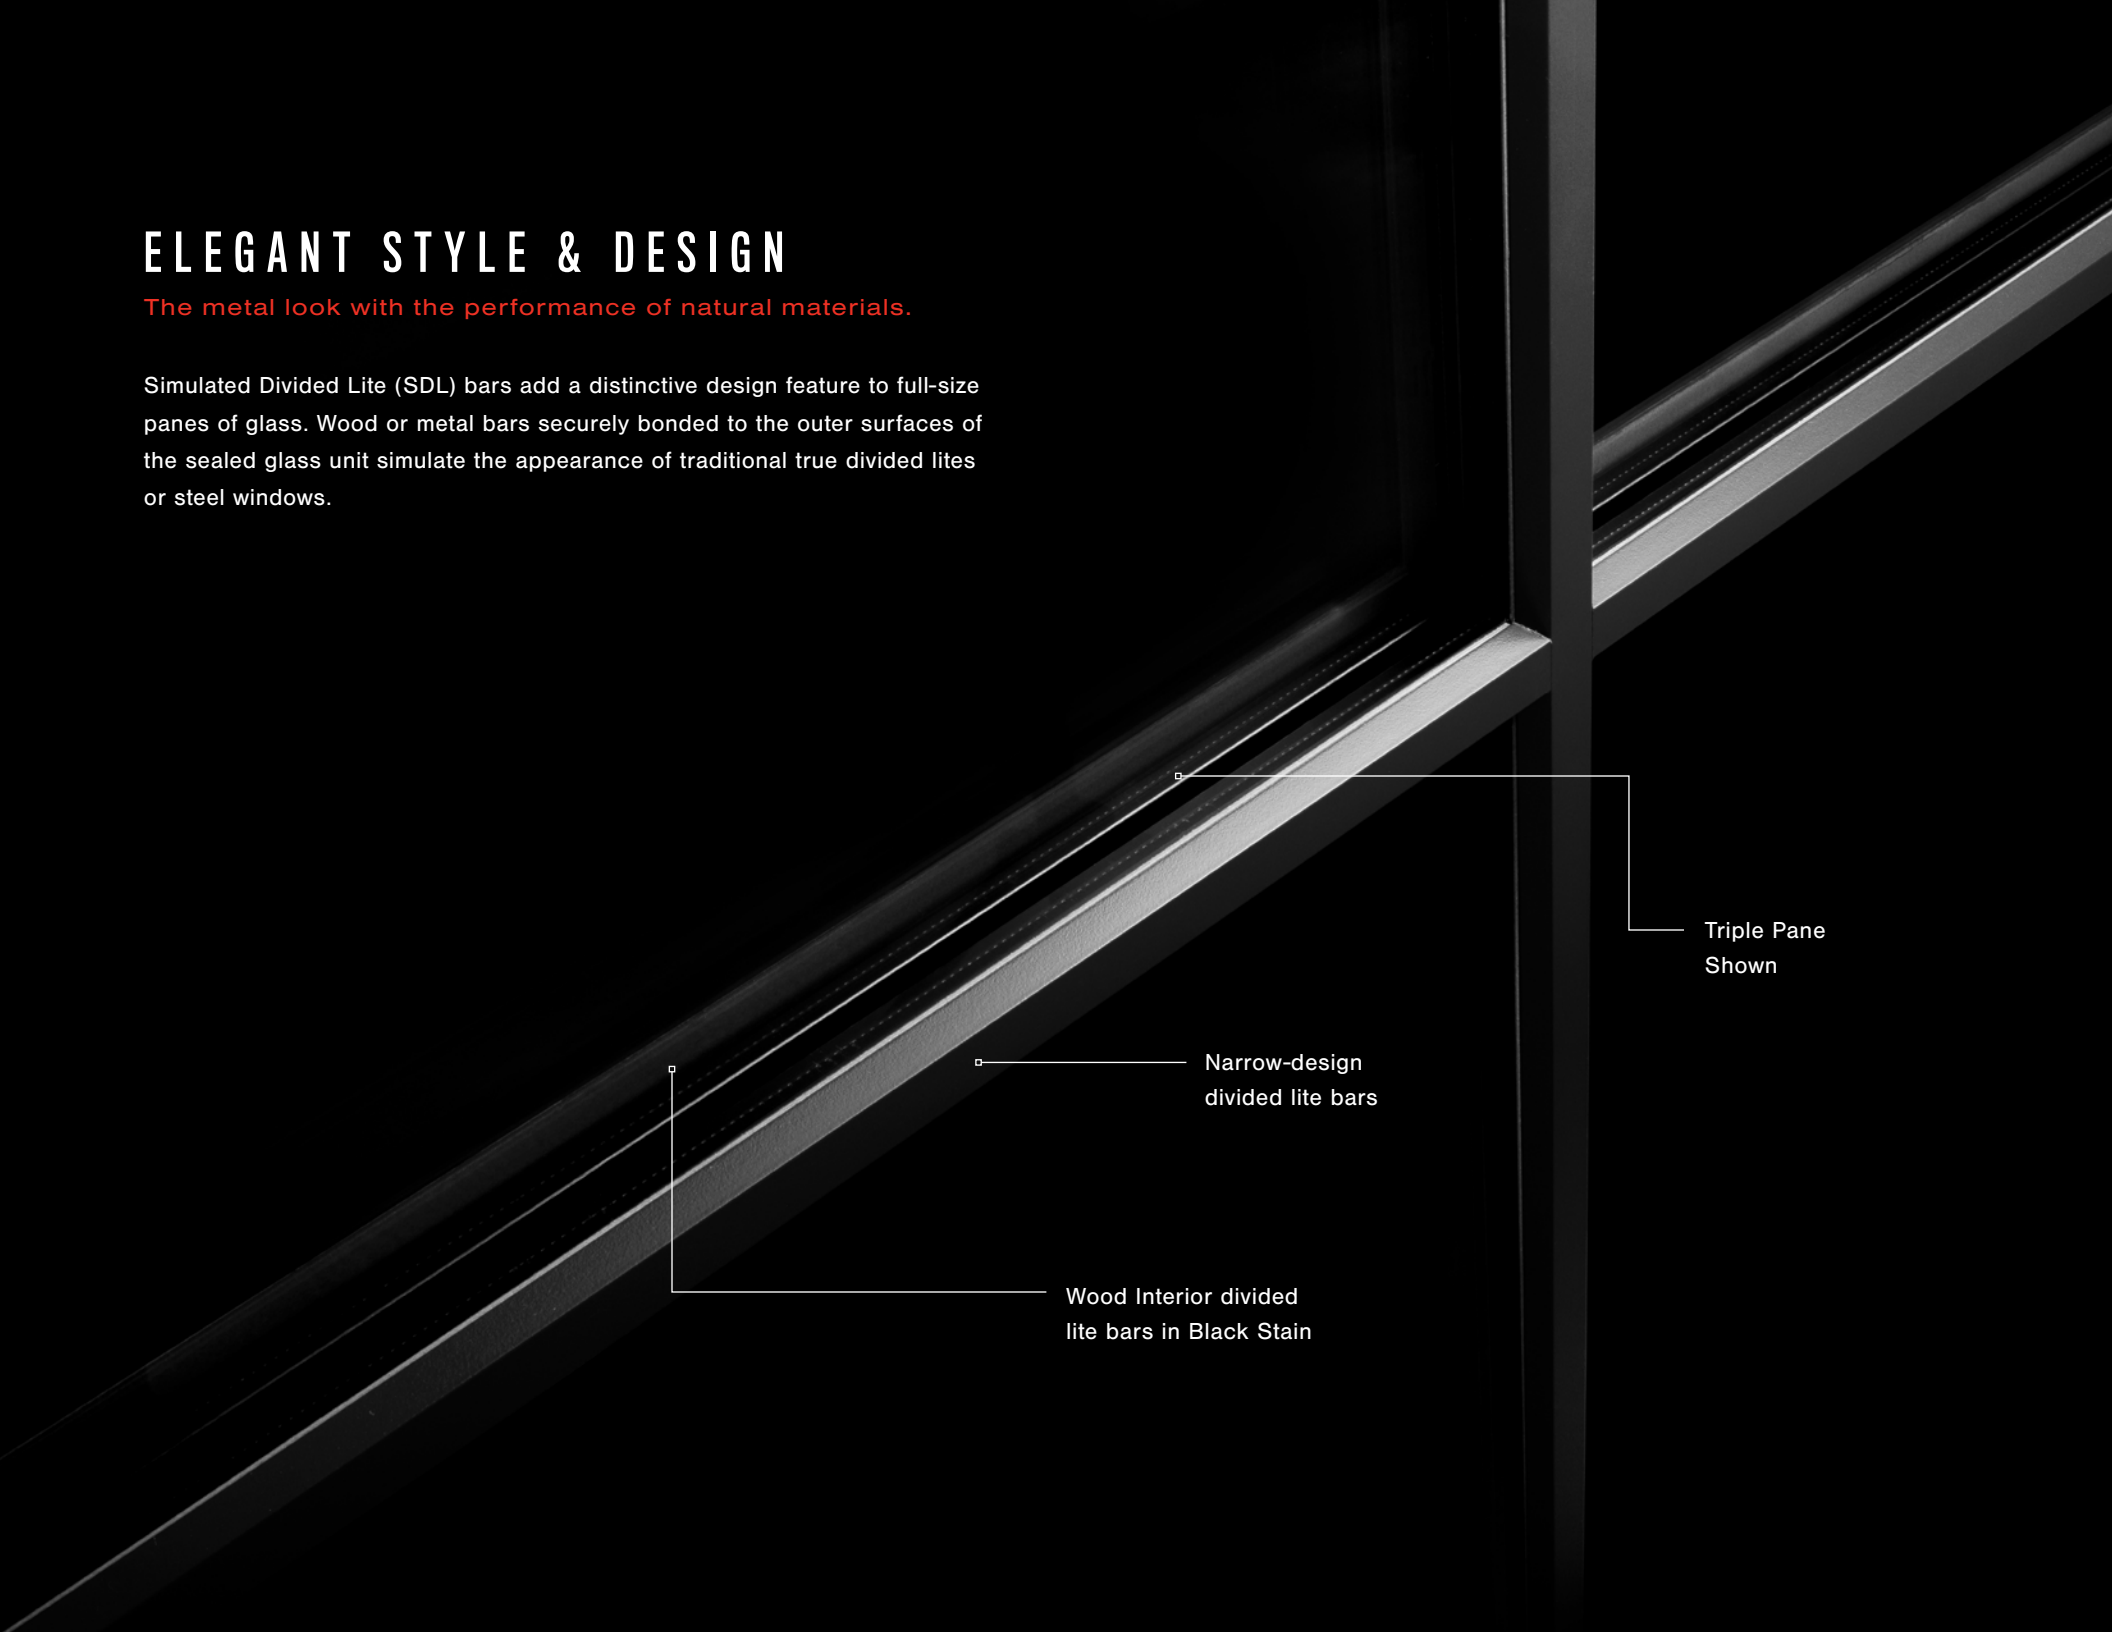 ELEGANT STYLE & DESIGN
The metal look with the performance of natural materials.
Simulated Divided Lite (SDL) bars add a distinctive design feature to full-size
panes of glass. Wood or metal bars securely bonded to the outer surfaces of
the sealed glass unit simulate the appearance of traditional true divided lites
or steel windows.
Triple Pane
Shown
Narrow-design
divided lite bars
Wood Interior divided
lite bars in Black Stain